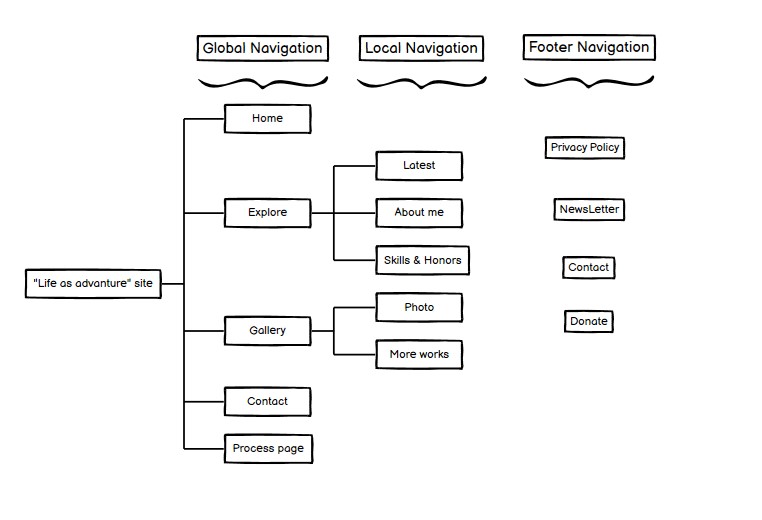 Global Navigation
Local Navigation
Footer Navigation
Home
Privacy Policy
Latest
Explore
About me
NewsLetter
Skills & Honors
Contact
"Life as advanture" site
Photo
Donate
Gallery
More works
Contact
Process page